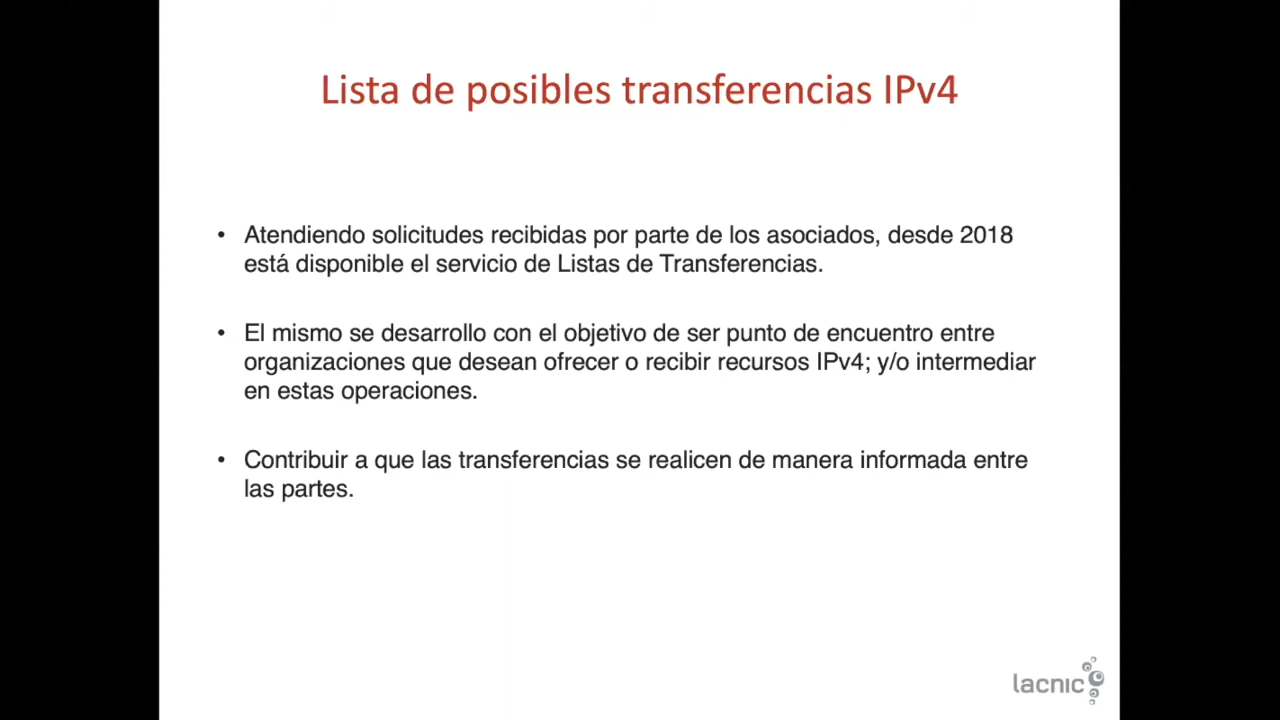 Lista de posibles transferencias IPv4
• Atendiendo solicitudes recibidas por parte de los asociados, desde 2018
está disponible el servicio de Listas de Transferencias.
• El mismo se desarrollo con el objetivo de ser punto de encuentro entre
organizaciones que desean ofrecer o recibir recursos IPv4; y/o intermediar
en estas operaciones.
• Contribuir a que las transferencias se realicen de manera informada entre
las partes.
lacnic